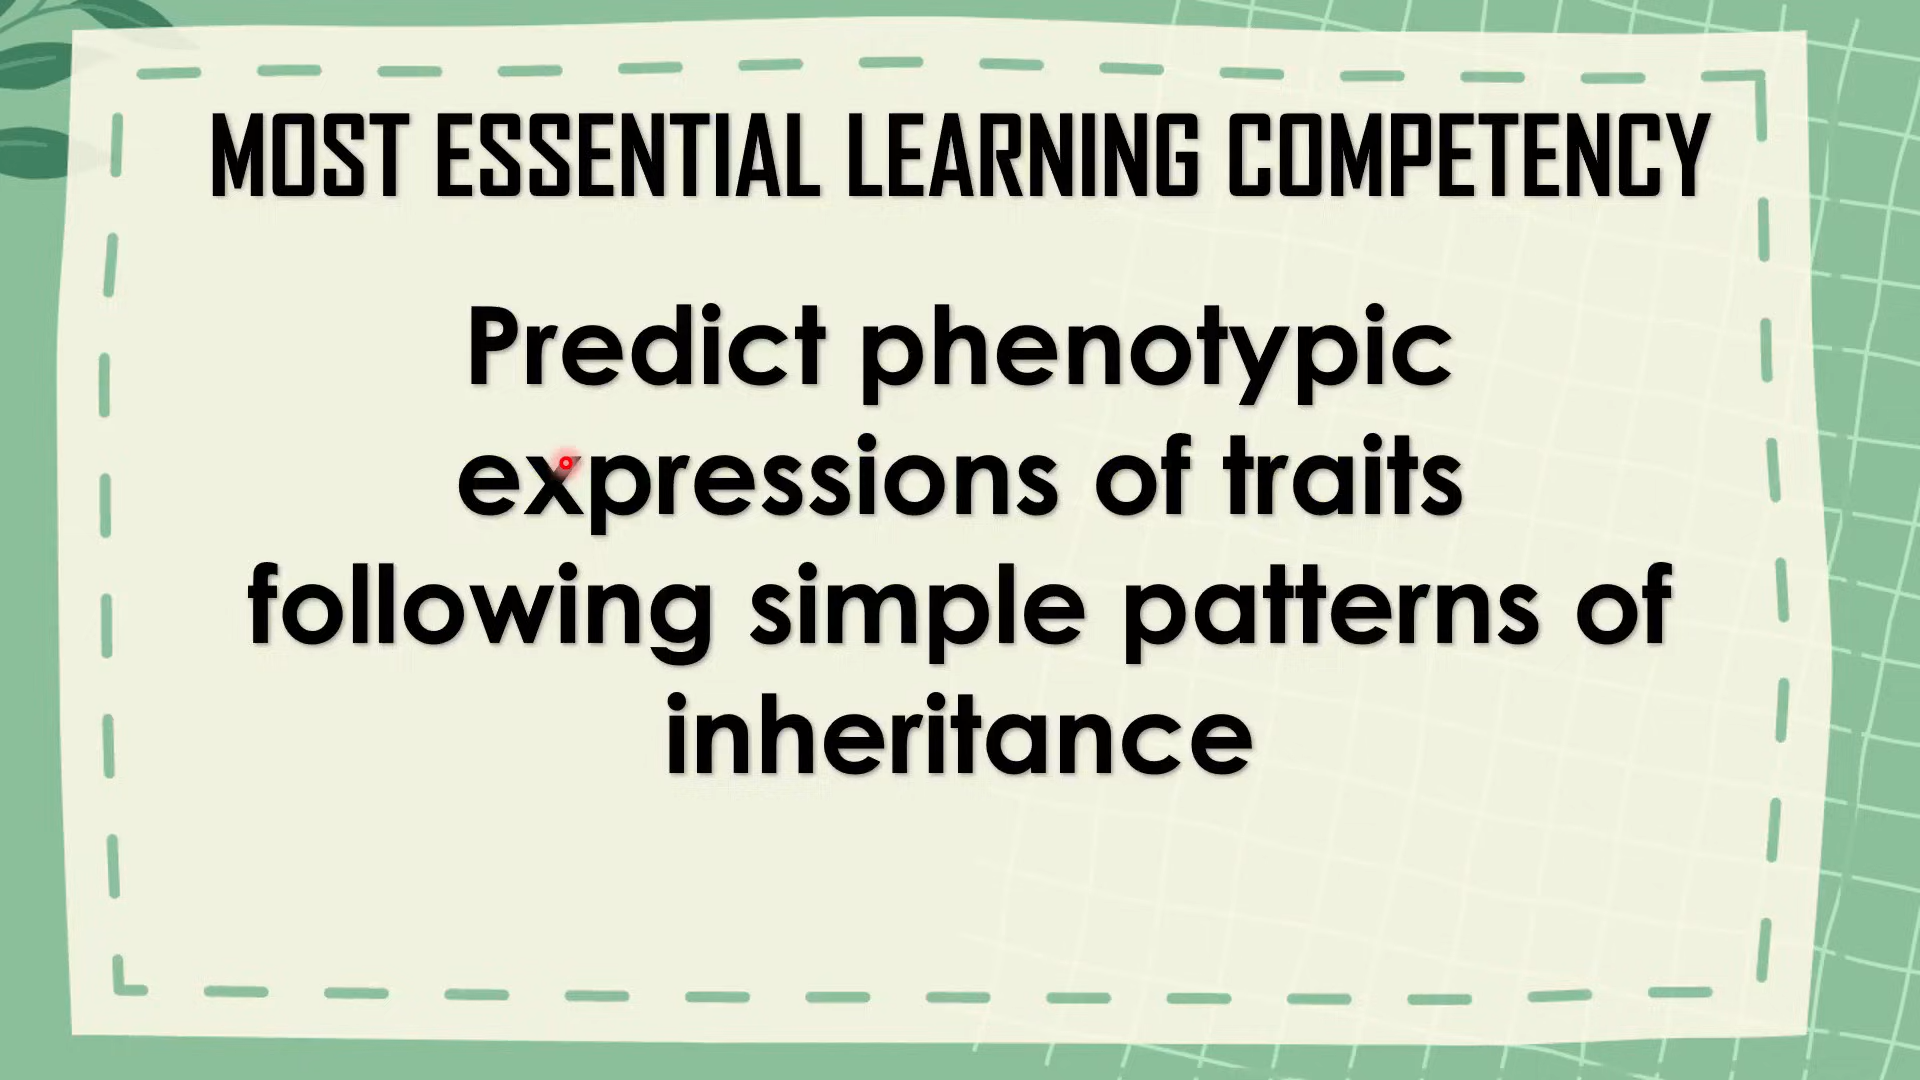 MOST ESSENTIAL LEARNING COMPETENCY
Predict phenotypic
expressions of traits
following simple patterns of
inheritance